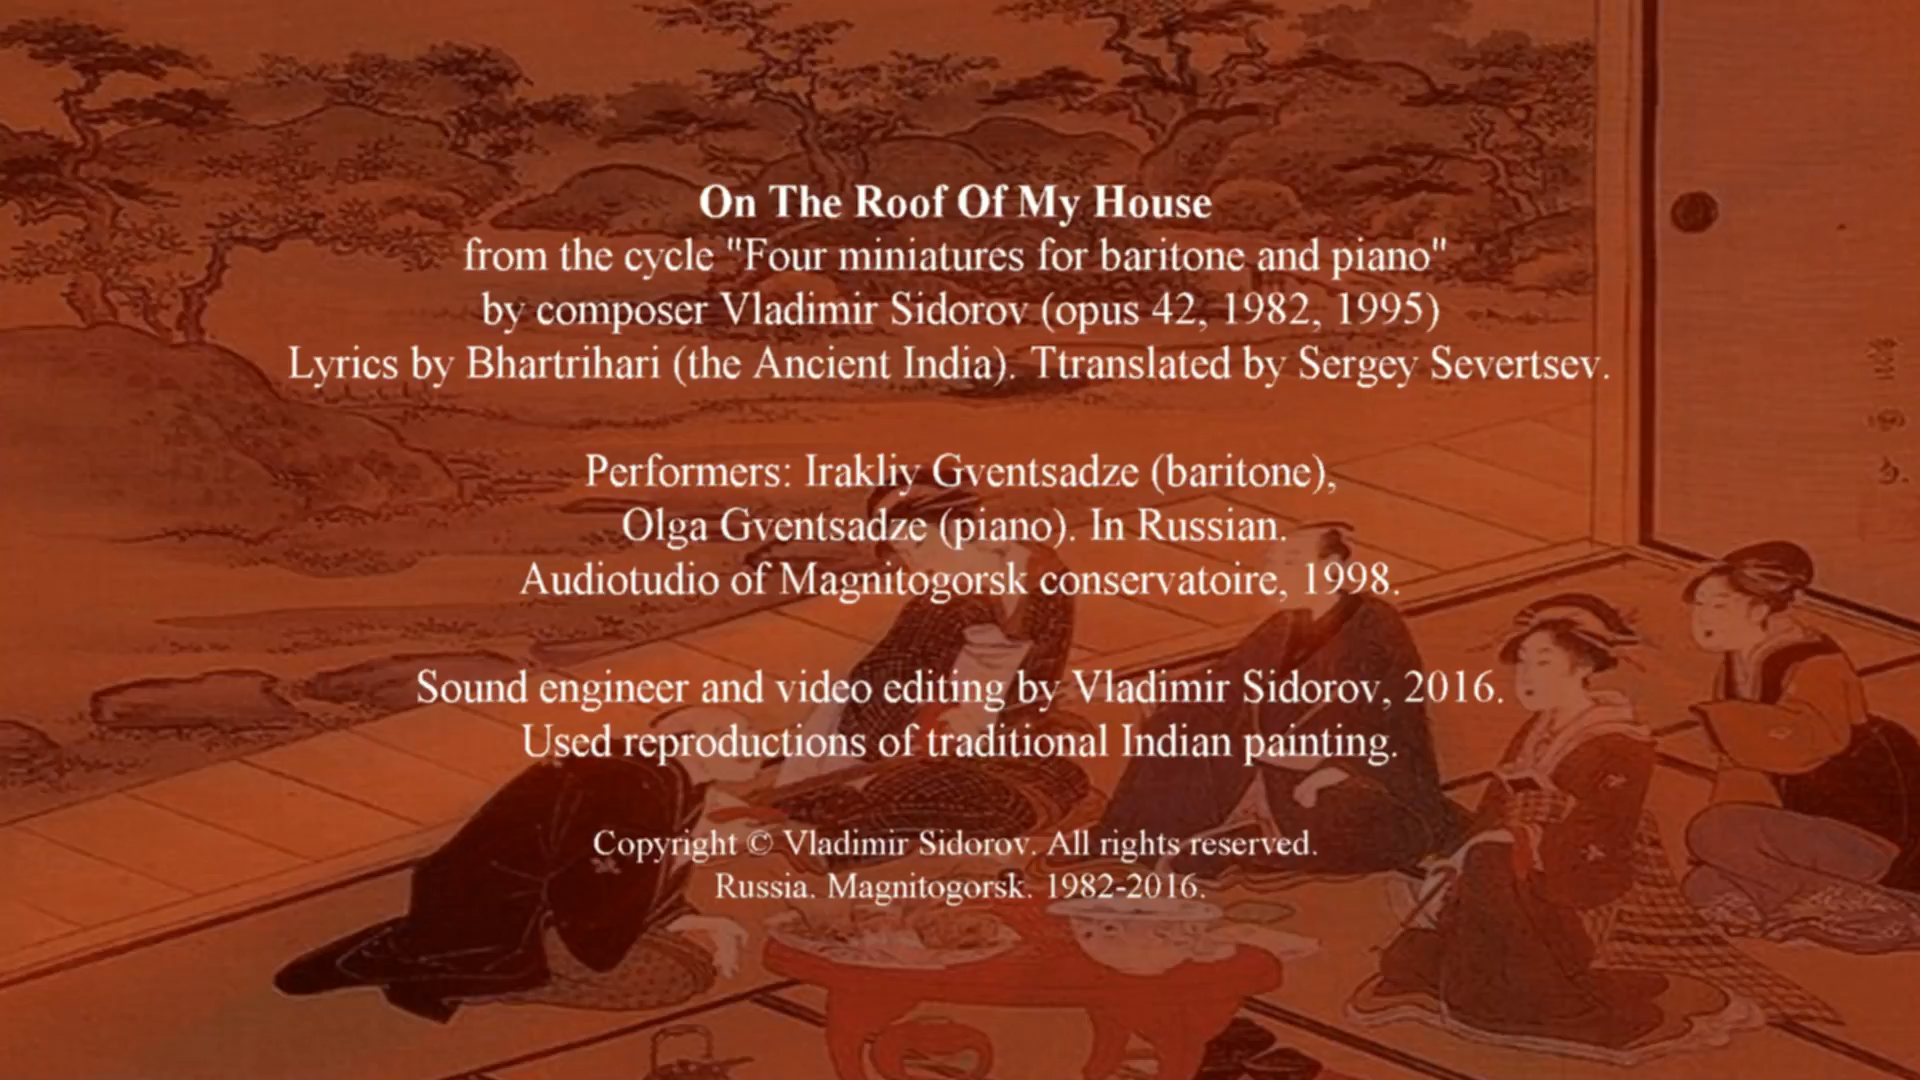 On The Roof Of My House
from the cycle "Four miniatures for baritone and piano"
by composer Vladimir Sidorov (opus 42, 1982, 1995)
Lyrics by Bhartrihari (the Ancient India). Ttranslated by Sergey Severtsev.
Performers: Irakliy Gventsadze (baritone),
Olga Gventsadze (piano). In Russian.
Audiotudio of Magnitogorsk conservatoire, 1998.
Sound engineer and video editing by Vladimir Sidorov, 2016.
Used reproductions of traditional Indian painting.
Copyright © Vladimir Sidorov. All rights reserved.
Russia. Magnitogorsk. 1982-2016.